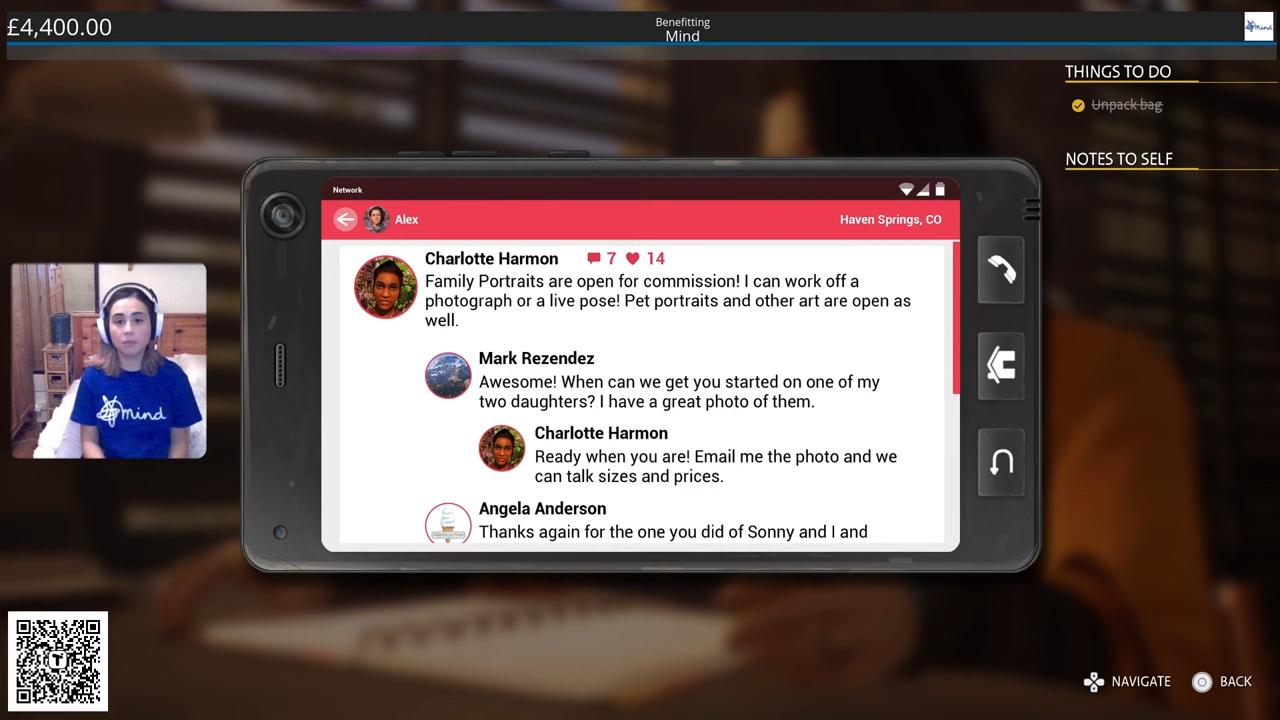 £4,400.00
Benefitting
Mind
mind
THINGS TO DO
Unpack bag
NOTES TO SELF
Network
Alex
Haven Springs, CO
Charlotte Harmon 7 14
Family Portraits are open for commission! I can work off a
photograph or a live pose! Pet portraits and other art are open as
well.
Mark Rezendez
Awesome! When can we get you started on one of my
two daughters? I have a great photo of them.
Charlotte Harmon
Ready when you are! Email me the photo and we
can talk sizes and prices.
Angela Anderson
Thanks again for the one you did of Sonny and I and
mind
T
NAVIGATE
BACK